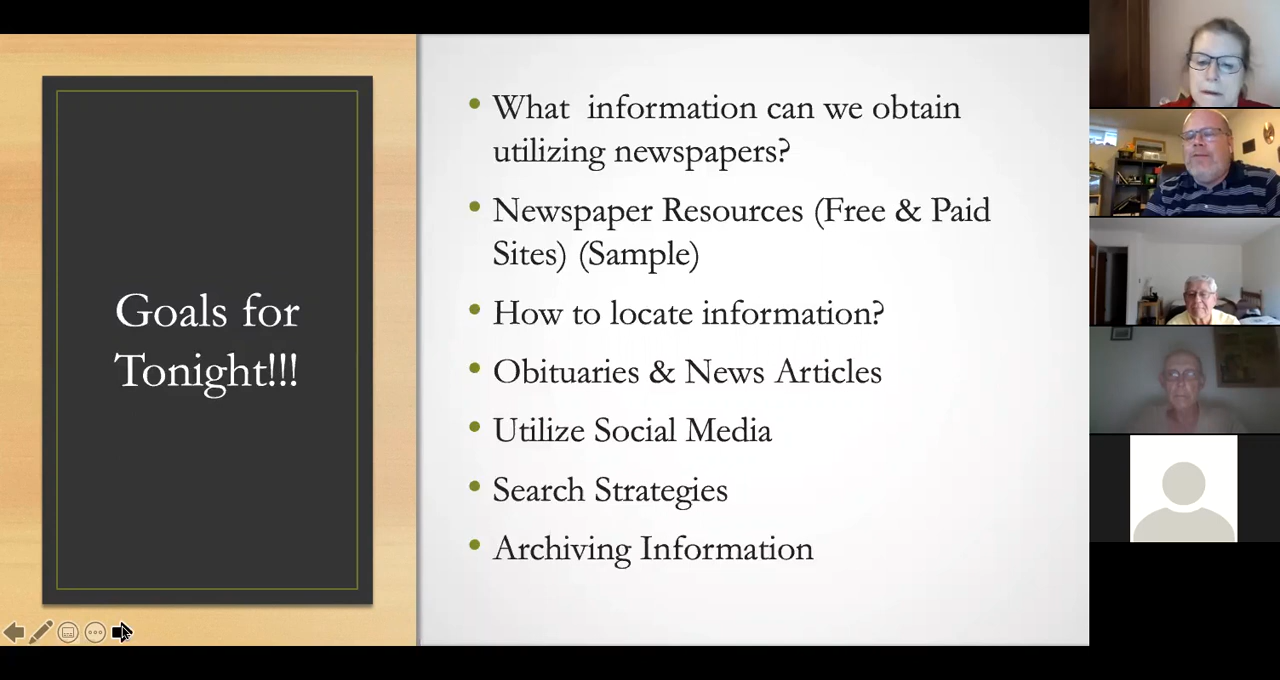 Goals for
Tonight!!!
What information can we obtain
utilizing newspapers?
Newspaper Resources (Free & Paid
Sites) (Sample)
How to locate information?
Obituaries & News Articles
Utilize Social Media
Search Strategies
Archiving Information